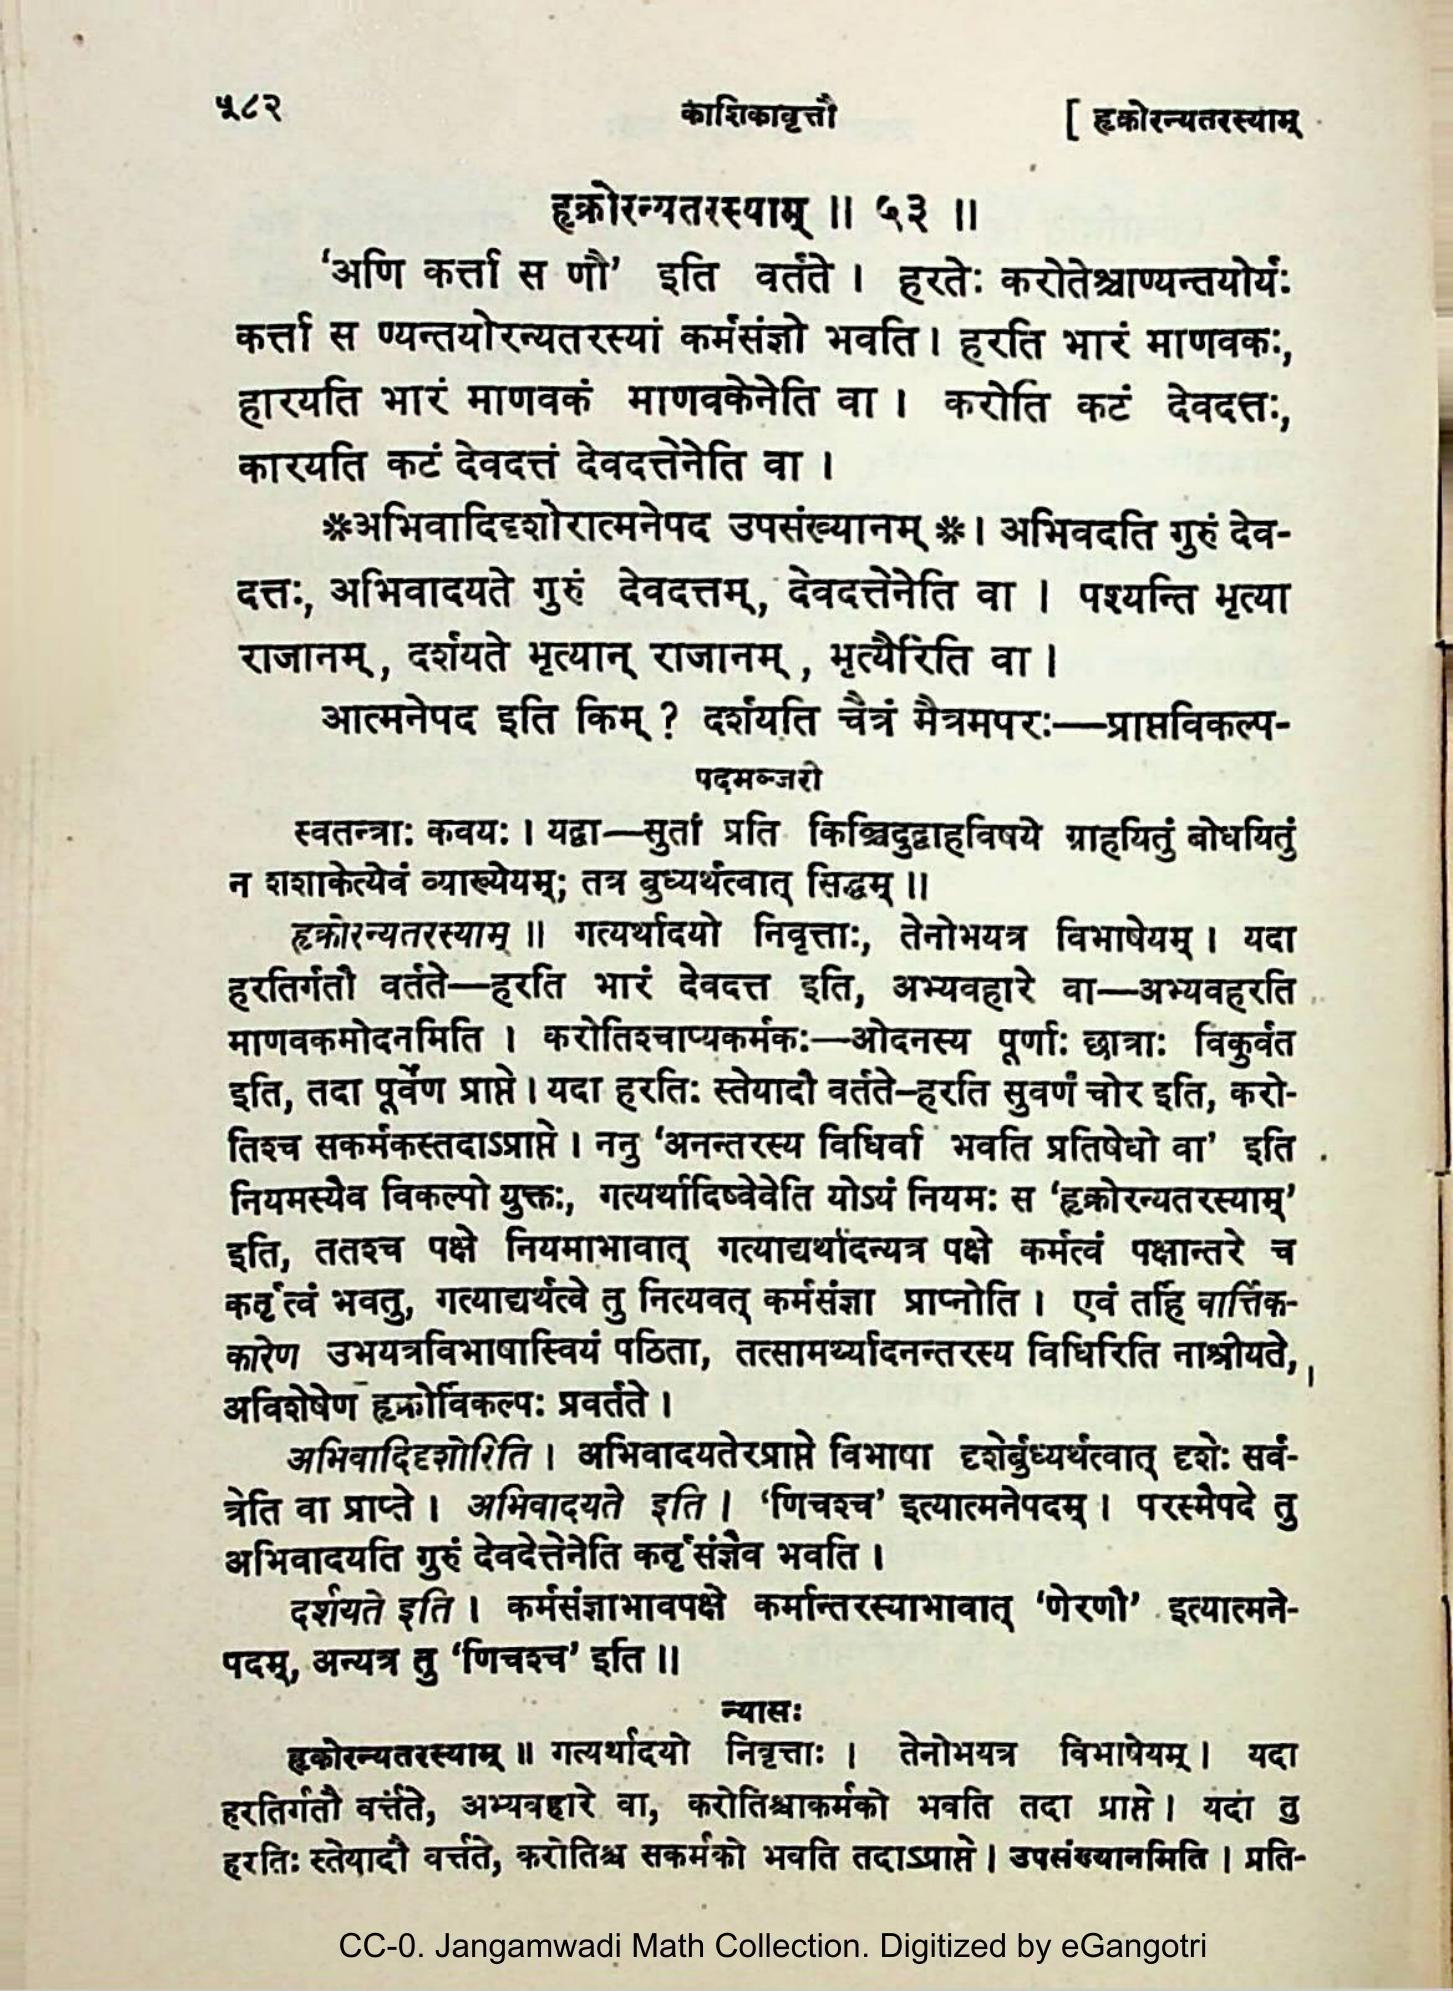 ५८२ काशिकावृत्तौ [ हृक्रोरन्यतरस्याम्
हृक्रोरन्यतरस्याम् ॥ ५३ ॥
‘अणि कर्त्ता स णौ’ इति वर्तते । हरतेः करोतेश्चाण्यन्तयोर्यः
कर्त्ता स ण्यन्तयोरन्यतरस्यां कर्मसंज्ञो भवति । हरति भारं माणवकः,
हारयति भारं माणवकं माणवकेनेति वा । करोति कटं देवदत्तः,
कारयति कटं देवदत्तं देवदत्तेनेति वा ।
※अभिवादिदृशोरात्मनेपद उपसंख्यानम् ※। अभिवदति गुरुं देव-
दत्तः, अभिवादयते गुरुं देवदत्तम्, देवदत्तेनेति वा । पश्यन्ति भृत्या
राजानम्, दर्शयते भृत्यान् राजानम्, भृत्यैरिति वा ।
आत्मनेपद इति किम् ? दर्शयति चैत्रं मैत्रमपरः—प्राप्तविकल्प-
पदमञ्जरी
स्वतन्त्राः कवयः । यद्वा—सुतां प्रति किञ्चिदुद्वाहविषये ग्राहयितुं बोधयितुं
न शशाकेत्येवं व्याख्येयम्; तत्र बुध्यर्थत्वात् सिद्धम् ॥
हृक्रोरन्यतरस्याम् ॥ गत्यर्थादयो निवृत्ताः, तेनोभयत्र विभाषेयम् । यदा
हरतिर्गतौ वर्तते—हरति भारं देवदत्त इति, अभ्यवहारे वा—अभ्यवहरति
माणवकमोदनमिति । करोतिश्चाप्यकर्मकः—ओदनस्य पूर्णाः छात्राः विकुर्वत
इति, तदा पूर्वेण प्राप्ते । यदा हरतिः स्तेयादौ वर्तते–हरति सुवर्णं चोर इति, करो-
तिश्च सकर्मकस्तदाऽप्राप्ते । ननु ‘अनन्तरस्य विधिर्वा भवति प्रतिषेधो वा’ इति
नियमस्यैव विकल्पो युक्तः, गत्यर्थादिष्वेवेति योऽयं नियमः स ‘हृक्रोरन्यतरस्याम्’
इति, ततश्च पक्षे नियमाभावात् गत्याद्यर्थादन्यत्र पक्षे कर्मत्वं पक्षान्तरे च
कर्तृत्वं भवतु, गत्याद्यर्थत्वे तु नित्यवत् कर्मसंज्ञा प्राप्नोति । एवं तर्हि वार्त्तिक-
कारेण उभयत्रविभाषास्वियं पठिता, तत्सामर्थ्यादनन्तरस्य विधिरिति नाश्रीयते,
अविशेषेण हृक्रोर्विकल्पः प्रवर्तते ।
अभिवादिदृशोरिति । अभिवादयतेरप्राप्ते विभाषा दृशेर्बुध्यर्थत्वात् दृशेः सर्व-
त्रेति वा प्राप्ते । अभिवादयते इति । ‘णिचश्च’ इत्यात्मनेपदम् । परस्मैपदे तु
अभिवादयति गुरुं देवदेत्तेनेति कर्तृसंज्ञैव भवति ।
दर्शयते इति । कर्मसंज्ञाभावपक्षे कर्मान्तरस्याभावात् ‘णेरणौ’ इत्यात्मने-
पदम्, अन्यत्र तु ‘णिचश्च’ इति ॥
न्यासः
हृक्रोरन्यतरस्याम् ॥ गत्यर्थादयो निवृत्ताः । तेनोभयत्र विभाषेयम् । यदा
हरतिर्गतौ वर्त्तते, अभ्यवहारे वा, करोतिश्चाकर्मको भवति तदा प्राप्ते । यदा तु
हरतिः स्तेयादौ वर्त्तते, करोतिश्च सकर्मको भवति तदाऽप्राप्ते । उपसंख्यानमिति । प्रति-
CC-0. Jangamwadi Math Collection. Digitized by eGangotri